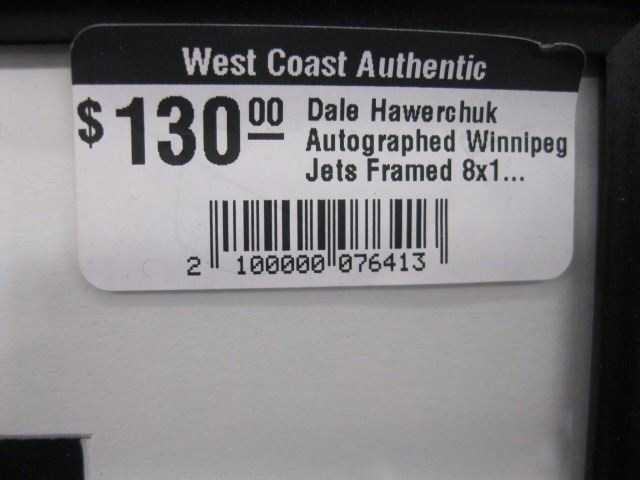 West Coast Authentic
$130.00
Dale Hawerchuk
Autographed Winnipeg
Jets Framed 8x1...
2 100000 076413